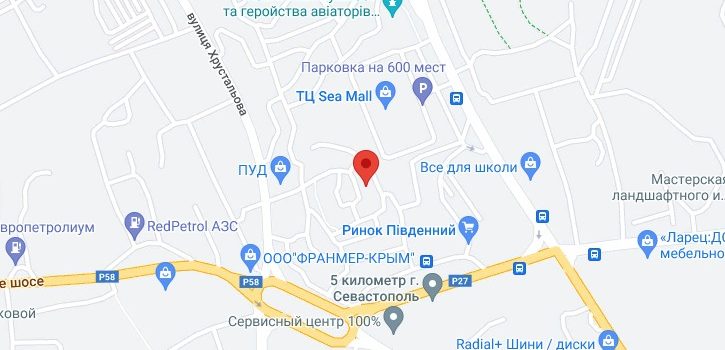 та геройства авіаторів...
вулиця Хрустальова
Парковка на 600 мест
P
ТЦ Sea Mall
ПУД
Все для школи
Мастерская
ландшафтного и...
RedPetrol АЗС
вропетролиум
Ринок Південний
«Ларец:ДС
мебельно
ООО"ФРАНМЕР-КРЫМ"
е шосе
P58
P58
P27
5 километр г.
Севастополь
ковой
Сервисный центр 100%
Radial+ Шини / диски